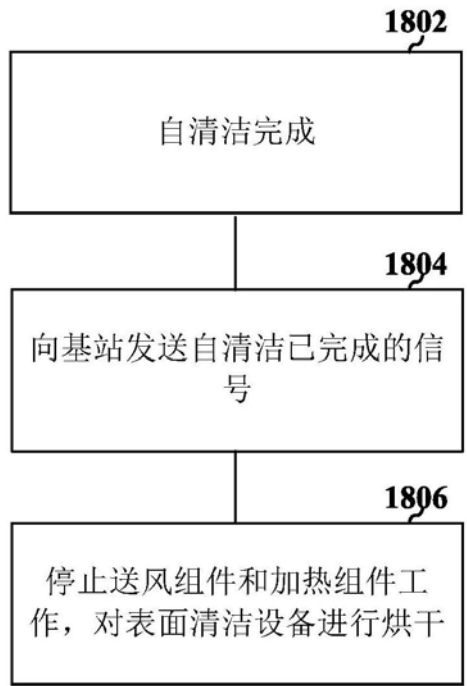 1802
自清洁完成
1804
向基站发送自清洁已完成的信
号
1806
停止送风组件和加热组件工
作，对表面清洁设备进行烘干